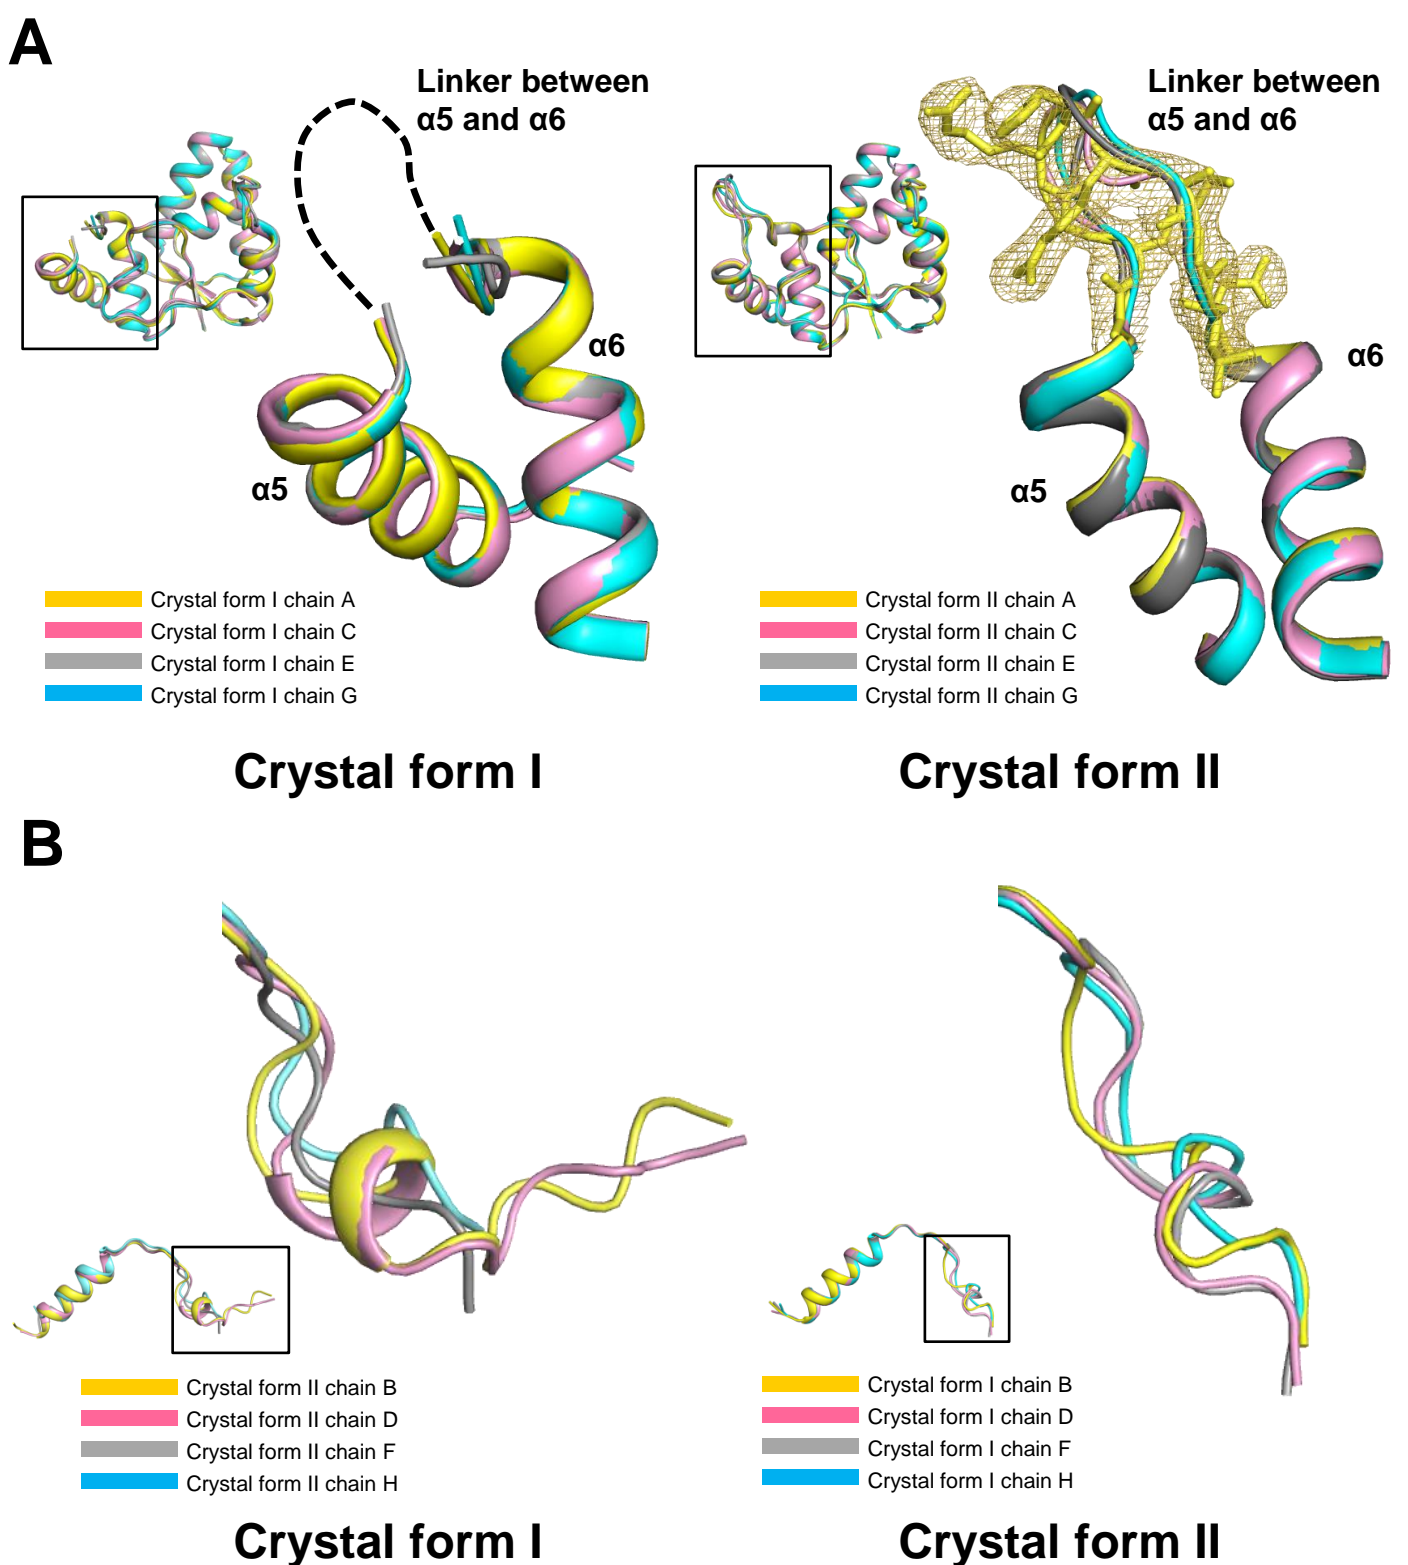 A
Linker between
α5 and α6
α6
α5
Crystal form I chain A
Crystal form I chain C
Crystal form I chain E
Crystal form I chain G
Crystal form I
Linker between
α5 and α6
α6
α5
Crystal form II chain A
Crystal form II chain C
Crystal form II chain E
Crystal form II chain G
Crystal form II
B
Crystal form II chain B
Crystal form II chain D
Crystal form II chain F
Crystal form II chain H
Crystal form I
Crystal form I chain B
Crystal form I chain D
Crystal form I chain F
Crystal form I chain H
Crystal form II